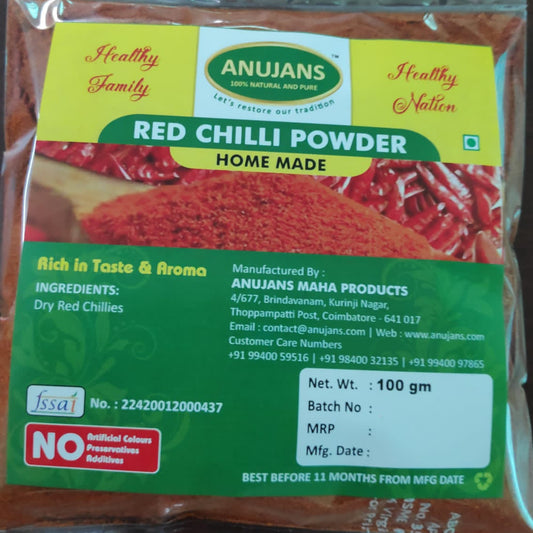 Healthy
Family
ANUJANS™
100% NATURAL AND PURE
Let's restore our tradition
Healthy
Nation
RED CHILLI POWDER
HOME MADE
Rich in Taste & Aroma
INGREDIENTS:
Dry Red Chillies
Manufactured By :
ANUJANS MAHA PRODUCTS
4/677, Brindavanam, Kurinji Nagar,
Thoppampatti Post, Coimbatore - 641 017
Email : contact@anujans.com | Web : www.anujans.com
Customer Care Numbers
+91 99400 59516 | +91 98400 32135 | +91 99400 97865
fssai No. : 22420012000437
NO Artificial Colours
Preservatives
Additives
Net. Wt. : 100 gm
Batch No :
MRP :
Mfg. Date :
BEST BEFORE 11 MONTHS FROM MFG DATE